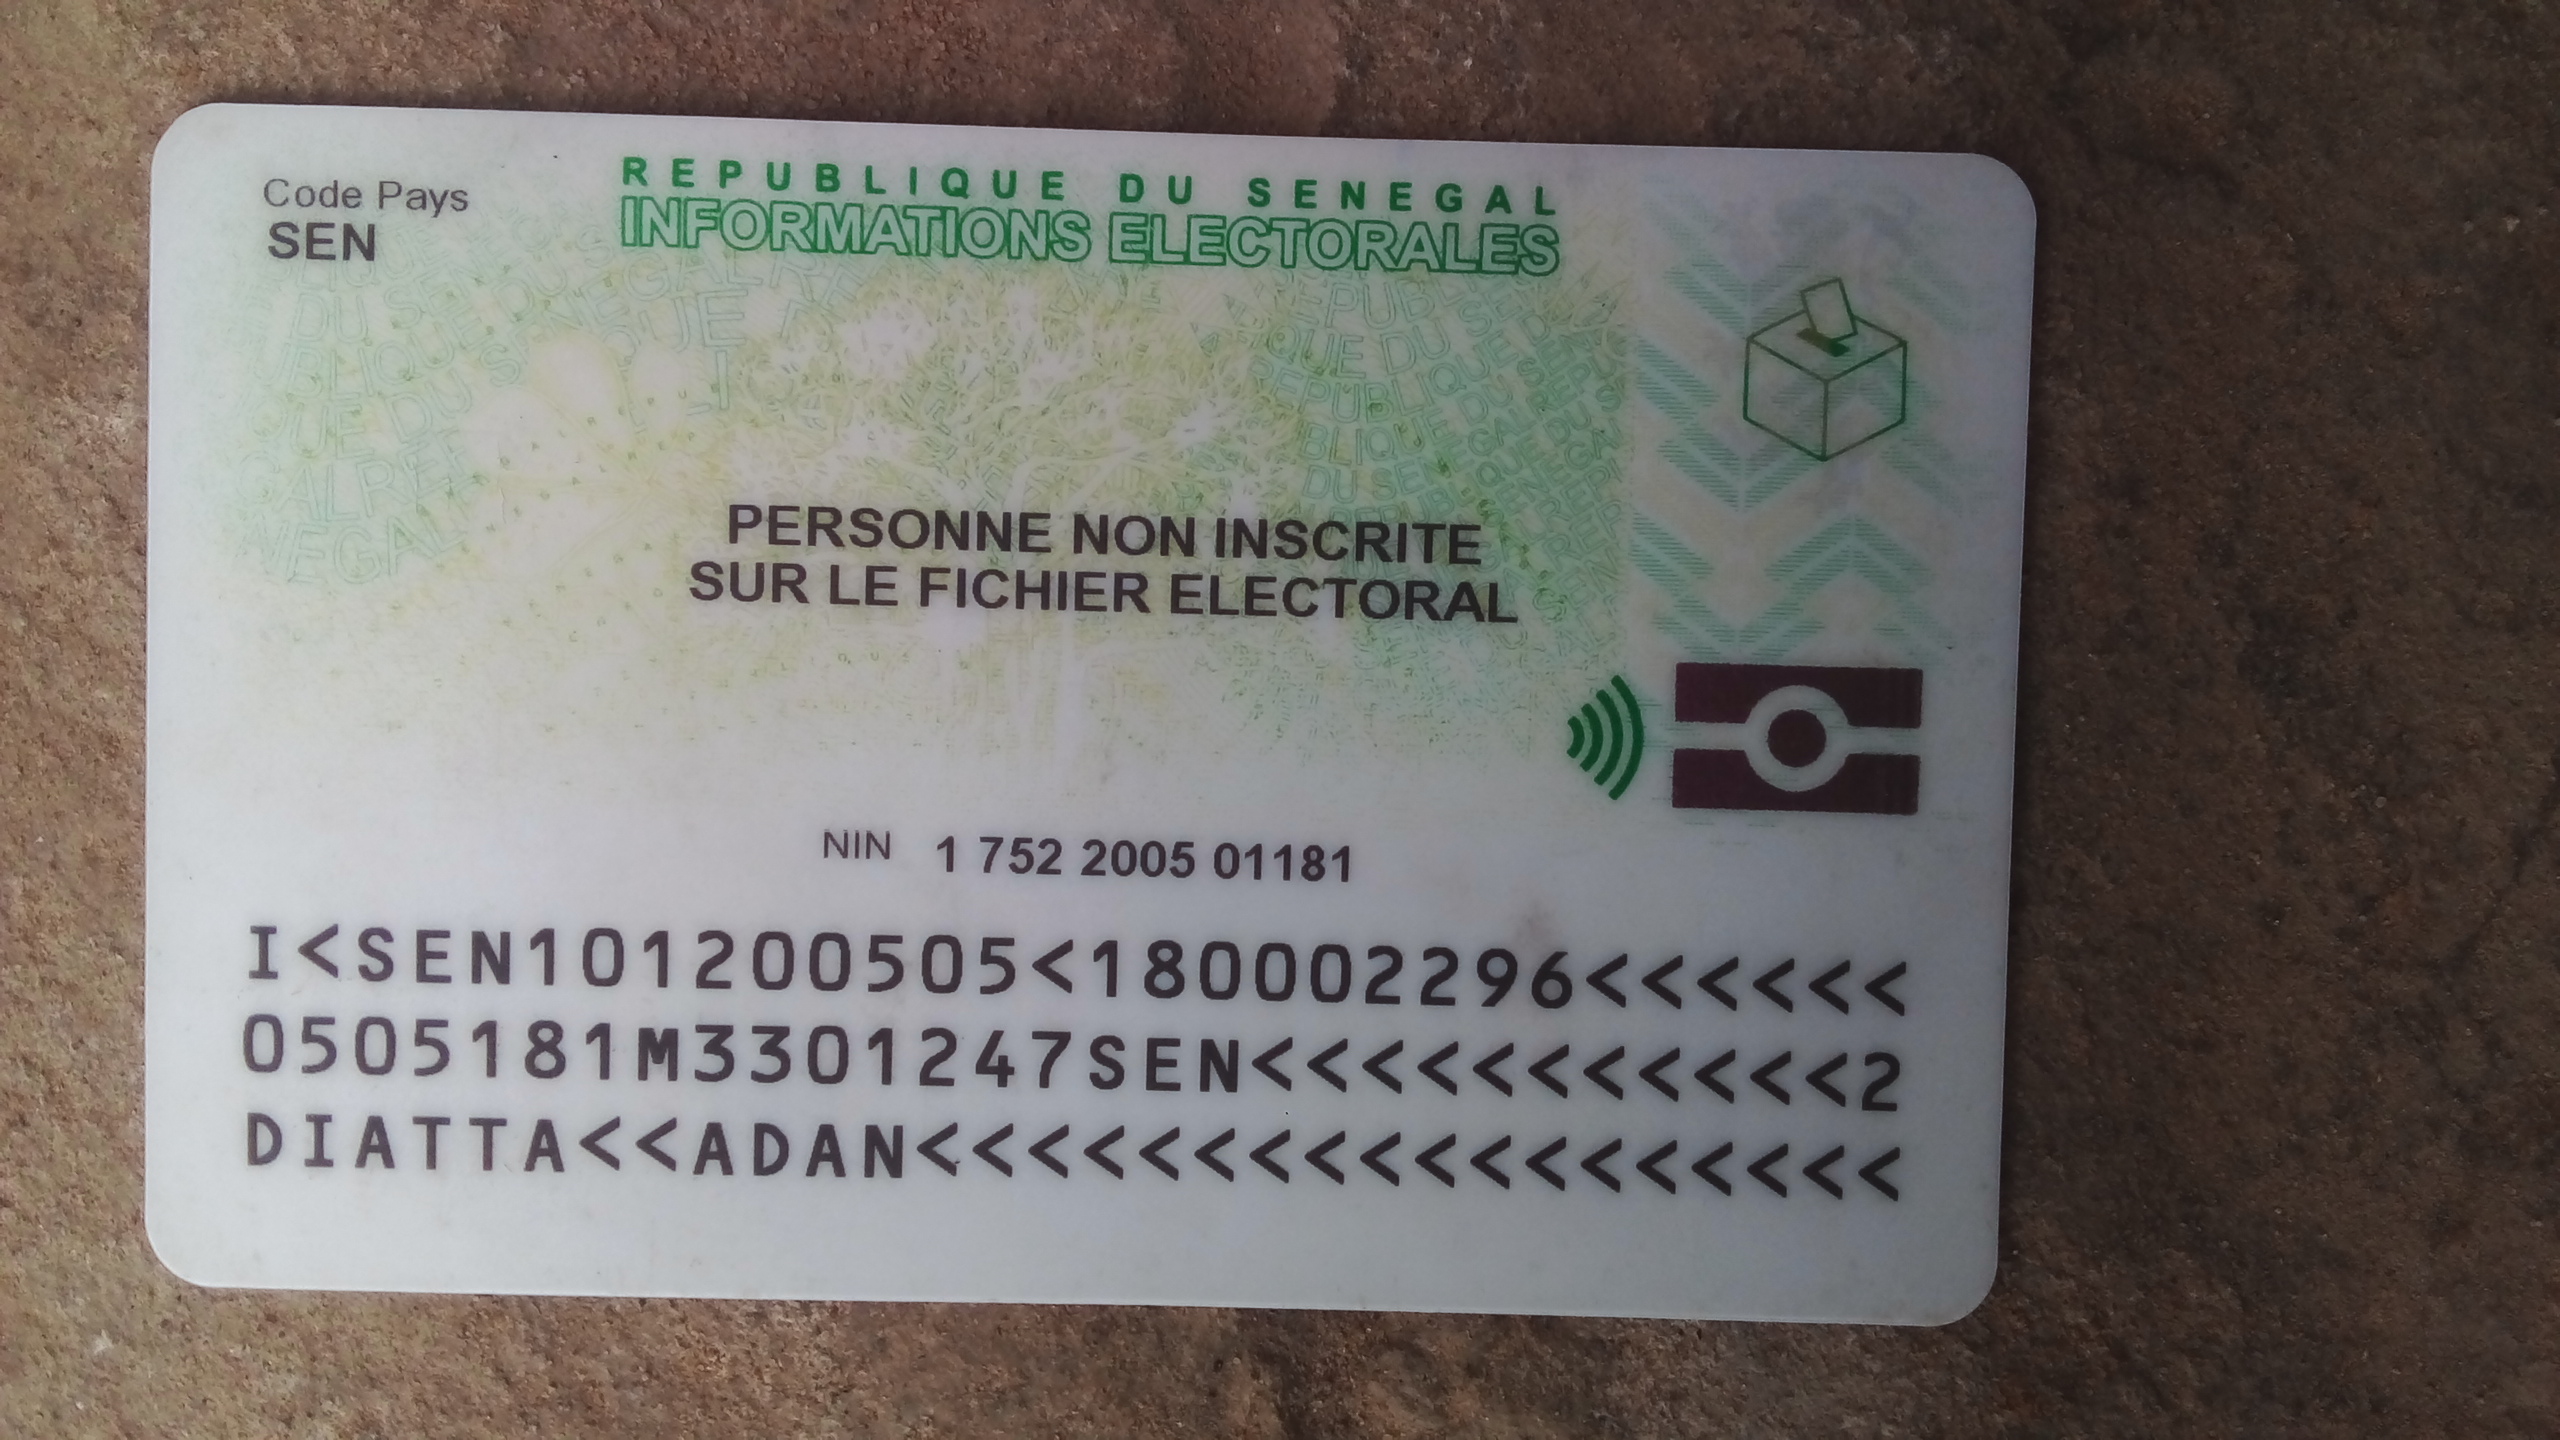 Code Pays
SEN
REPUBLIQUE DU SENEGAL
INFORMATIONS ELECTORALES
PERSONNE NON INSCRITE
SUR LE FICHIER ELECTORAL
NIN 1 752 2005 01181
I<SEN101200505<180002296<<<<<<
0505181M3301247SEN<<<<<<<<<<<2
DIATTA<<ADAN<<<<<<<<<<<<<<<<<<